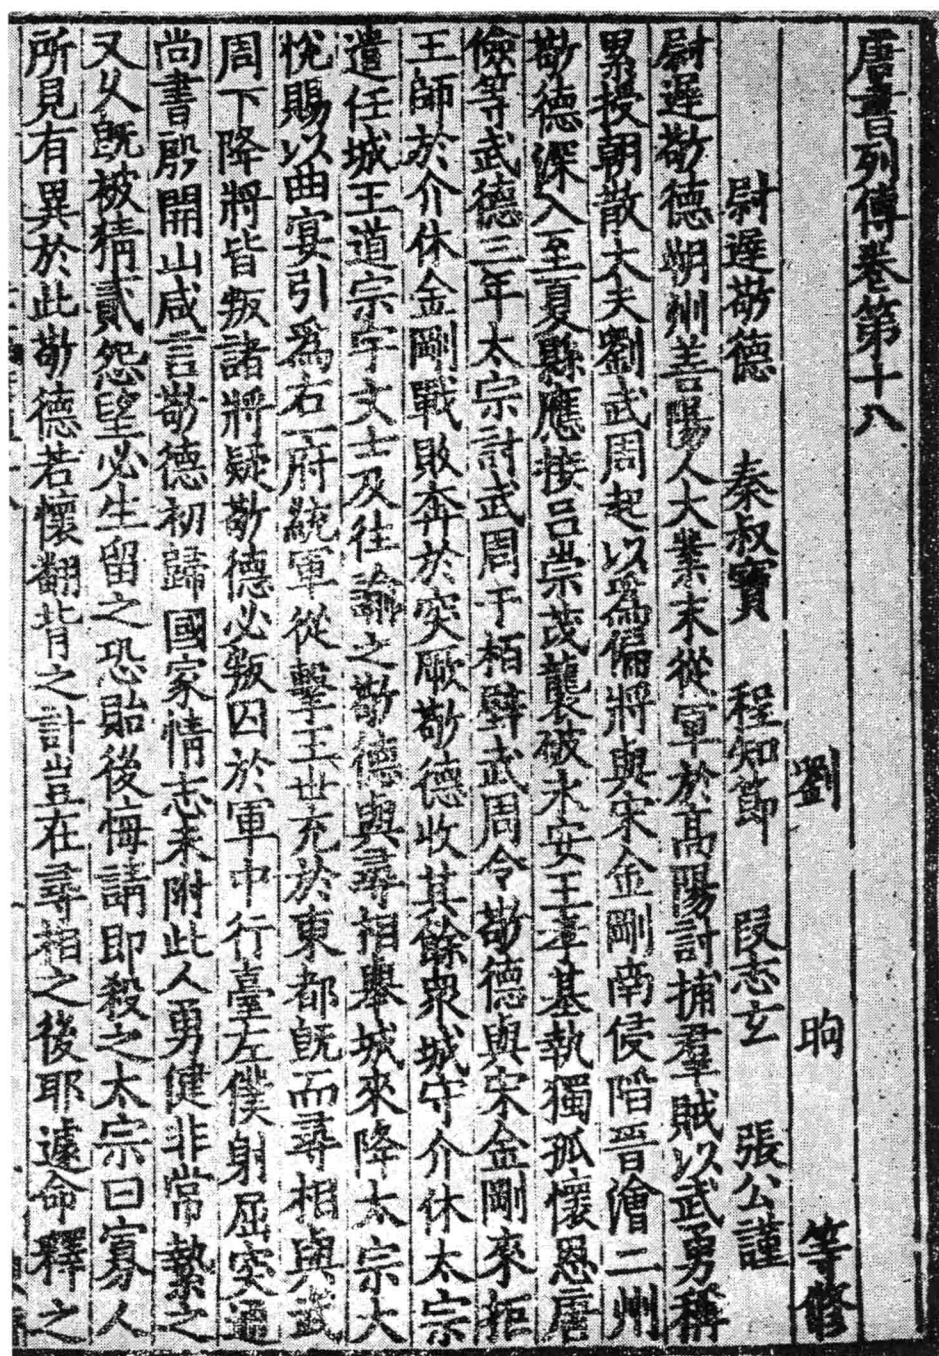 唐書列傳卷第十八
劉昫等修
尉遲敬德 秦叔寶 程知節 段志玄 張公謹
尉遲敬德朔州善陽人大業末從軍於髙陽討捕羣賊以武勇稱
累授朝散大夫劉武周起以爲偏將與宋金剛南侵陷晉澮二州
敬德深入至夏縣應接呂崇茂襲破永安王孝基執獨孤懷恩唐
儉等武德三年太宗討武周于栢壁武周令敬德與宋金剛來拒
王師於介休金剛戰敗奔於突厥敬德收其餘衆城守介休太宗
遣任城王道宗宇文士及往諭之敬德與尋相舉城來降太宗大
悅賜以曲宴引爲右一府統軍從擊王世充於東都旣而尋相與武
周下降將皆叛諸將疑敬德必叛囚於軍中行臺左僕射屈突通
尚書殷開山咸言敬德初歸國家情志未附此人勇健非常縶之
又久旣被猜貳怨望必生留之恐貽後悔請即殺之太宗曰寡人
所見有異於此敬德若懷翻背之計豈在尋相之後耶遽命釋之